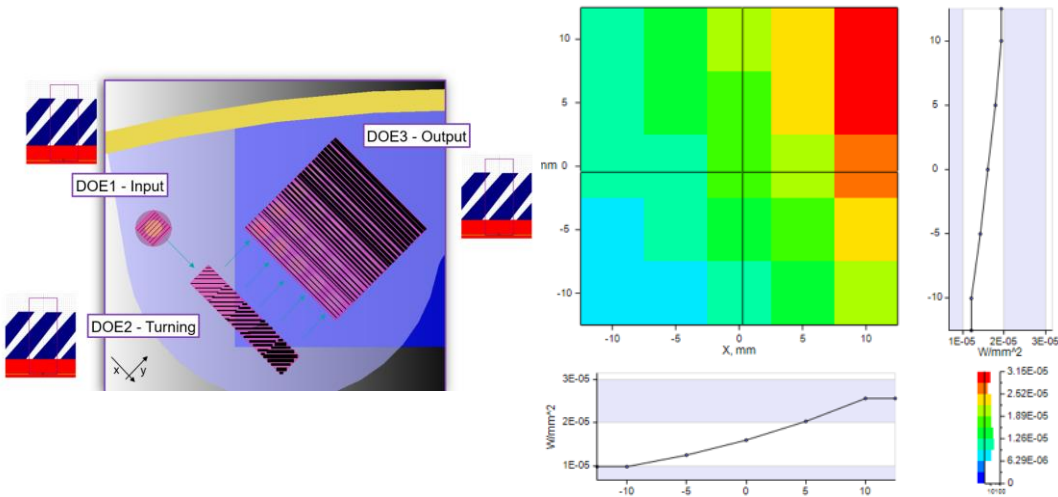 DOE3 - Output
DOE1 - Input
DOE2 - Turning
x y
10
5
mm 0
-5
-10
-10 -5 0 5 10
X, mm
10
5
0
-5
-10
1E-05 2E-05 3E-05
W/mm^2
3E-05
2E-05
1E-05
W/mm^2
-10 -5 0 5 10
3.15E-05
2.52E-05
1.89E-05
1.26E-05
6.29E-06
0